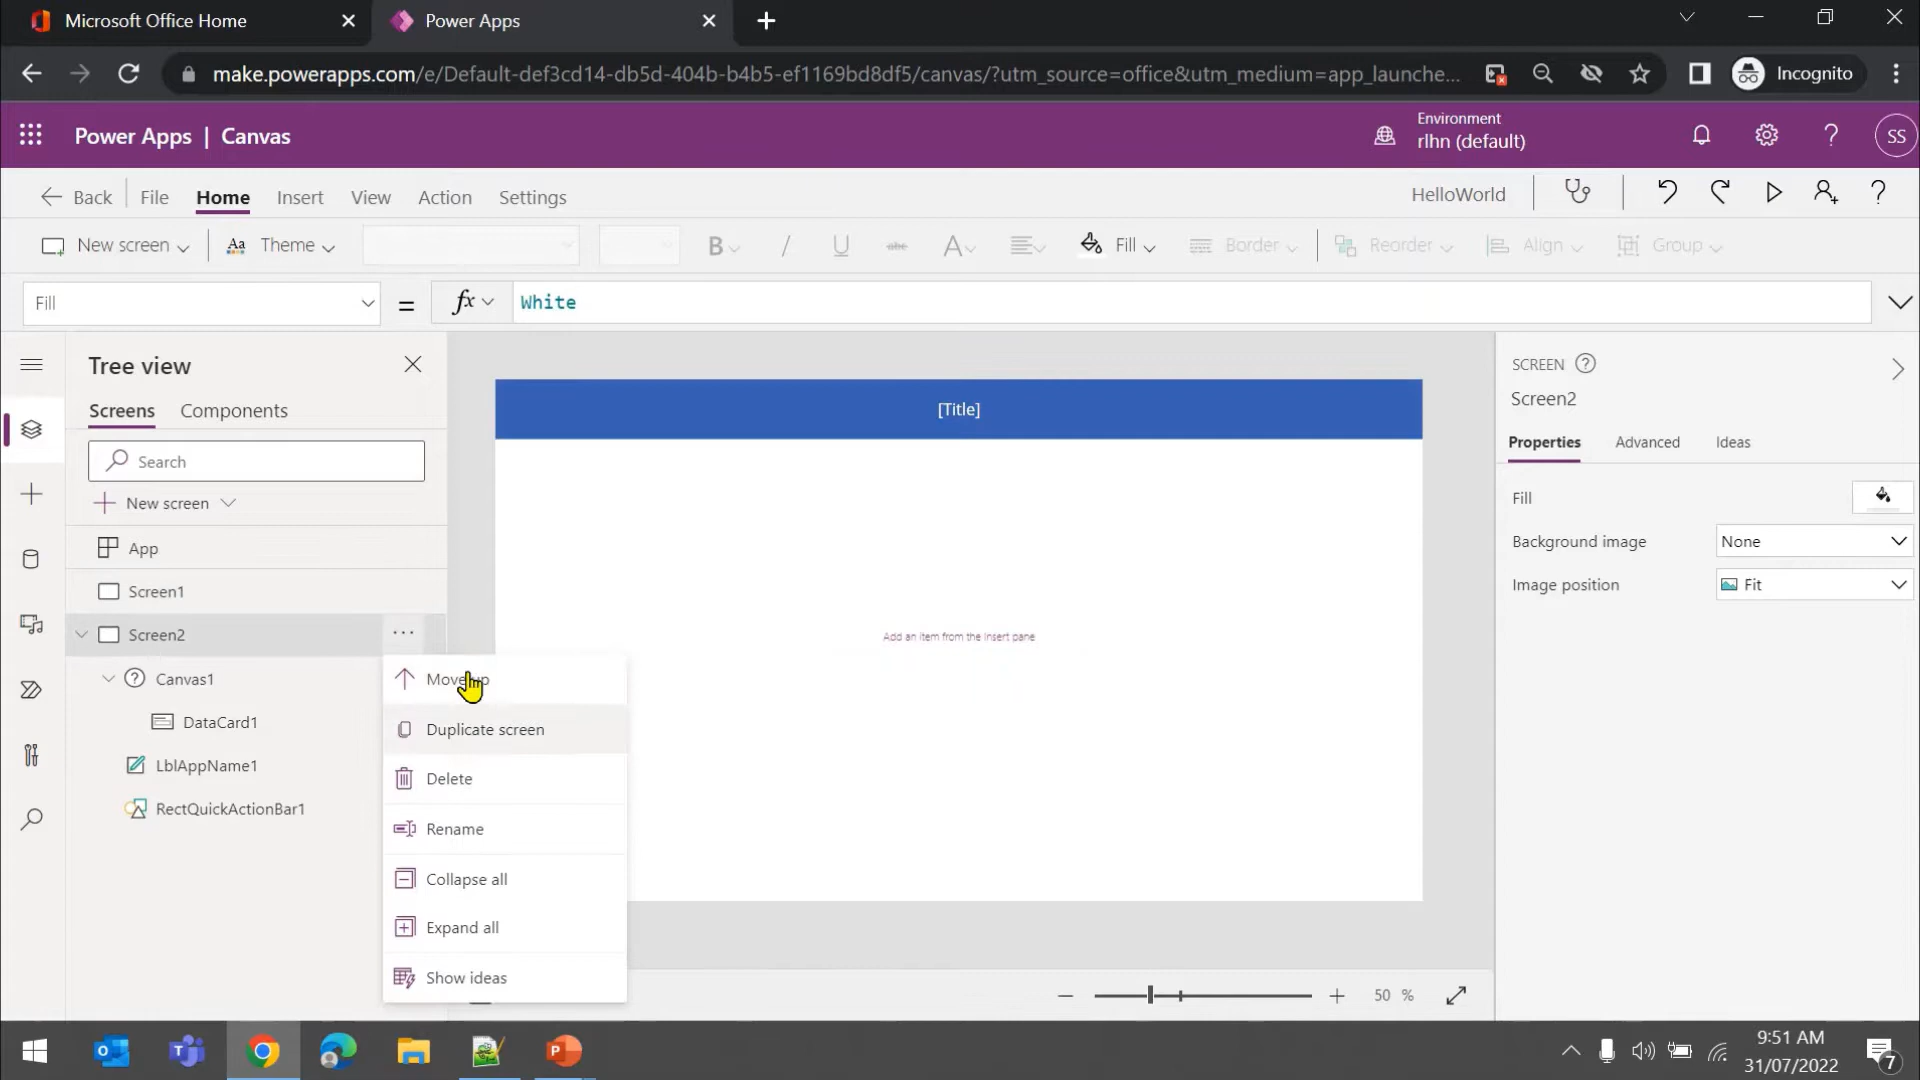 Microsoft Office Home
Power Apps
make.powerapps.com/e/Default-def3cd14-db5d-404b-b4b5-ef1169bd8df5/canvas/?utm_source=office&utm_medium=app_launche...
Incognito
Power Apps | Canvas
Environment
rlhn (default)
SS
Back
File
Home
Insert
View
Action
Settings
HelloWorld
New screen
Theme
B
abc
Fill
Border
Reorder
Align
Group
Fill
=
fx
White
Tree view
Screens
Components
Search
New screen
App
Screen1
Screen2
Canvas1
DataCard1
LblAppName1
RectQuickActionBar1
Move up
Duplicate screen
Delete
Rename
Collapse all
Expand all
Show ideas
[Title]
Add an item from the Insert pane
50 %
SCREEN
Screen2
Properties
Advanced
Ideas
Fill
Background image
None
Image position
Fit
9:51 AM
31/07/2022
7